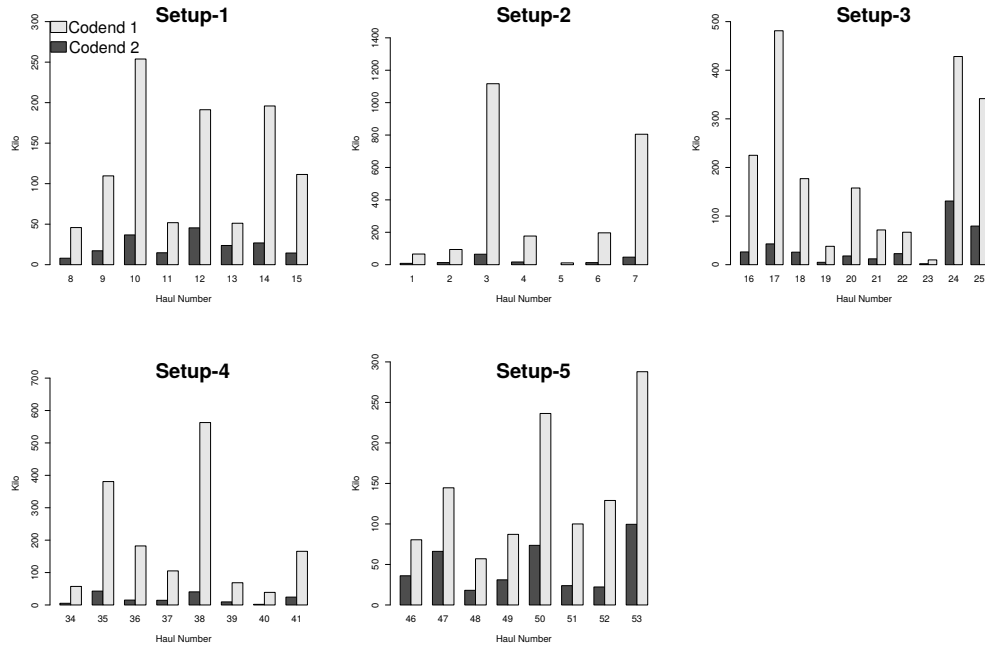 Setup-1
Codend 1
Codend 2
Kilo
0 50 100 150 200 250 300
8 9 10 11 12 13 14 15
Haul Number
Setup-2
Kilo
0 200 400 600 800 1000 1200 1400
1 2 3 4 5 6 7
Haul Number
Setup-3
Kilo
0 100 200 300 400 500
16 17 18 19 20 21 22 23 24 25
Haul Number
Setup-4
Kilo
0 100 200 300 400 500 600 700
34 35 36 37 38 39 40 41
Haul Number
Setup-5
Kilo
0 50 100 150 200 250 300
46 47 48 49 50 51 52 53
Haul Number